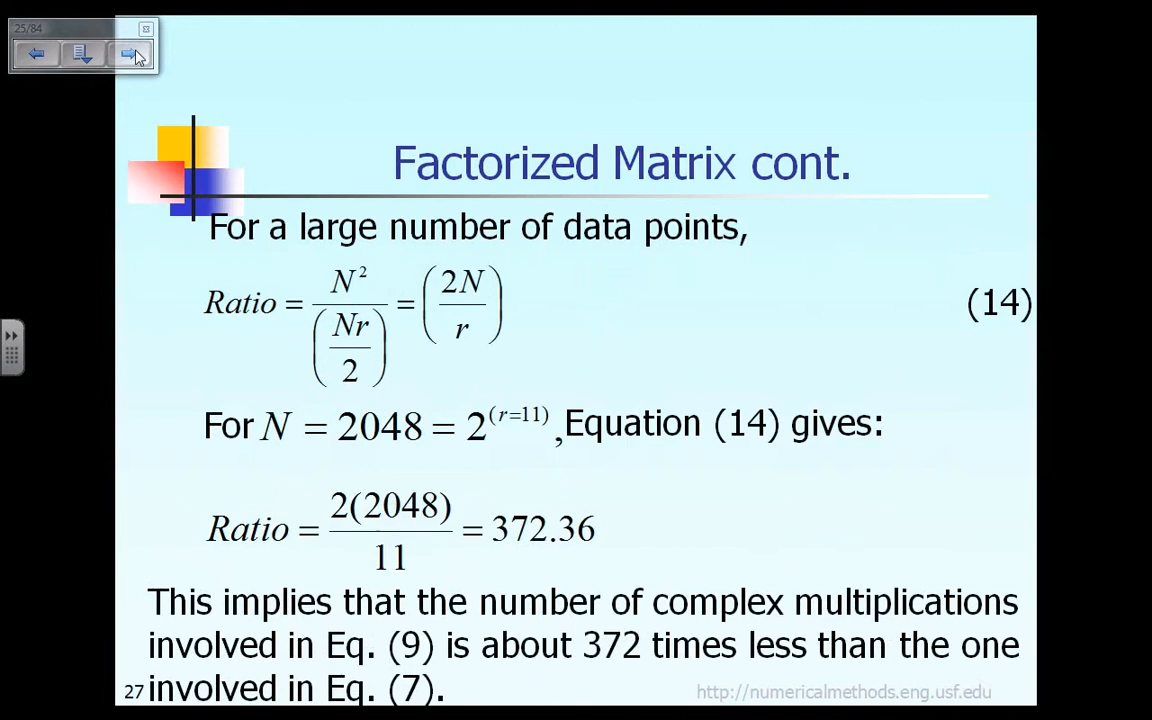 25/84
Factorized Matrix cont.
For a large number of data points,
Ratio = N² / (Nr / 2) = (2N / r) (14)
For N = 2048 = 2^(r=11), Equation (14) gives:
Ratio = 2(2048) / 11 = 372.36
This implies that the number of complex multiplications
involved in Eq. (9) is about 372 times less than the one
27 involved in Eq. (7).
http://numericalmethods.eng.usf.edu